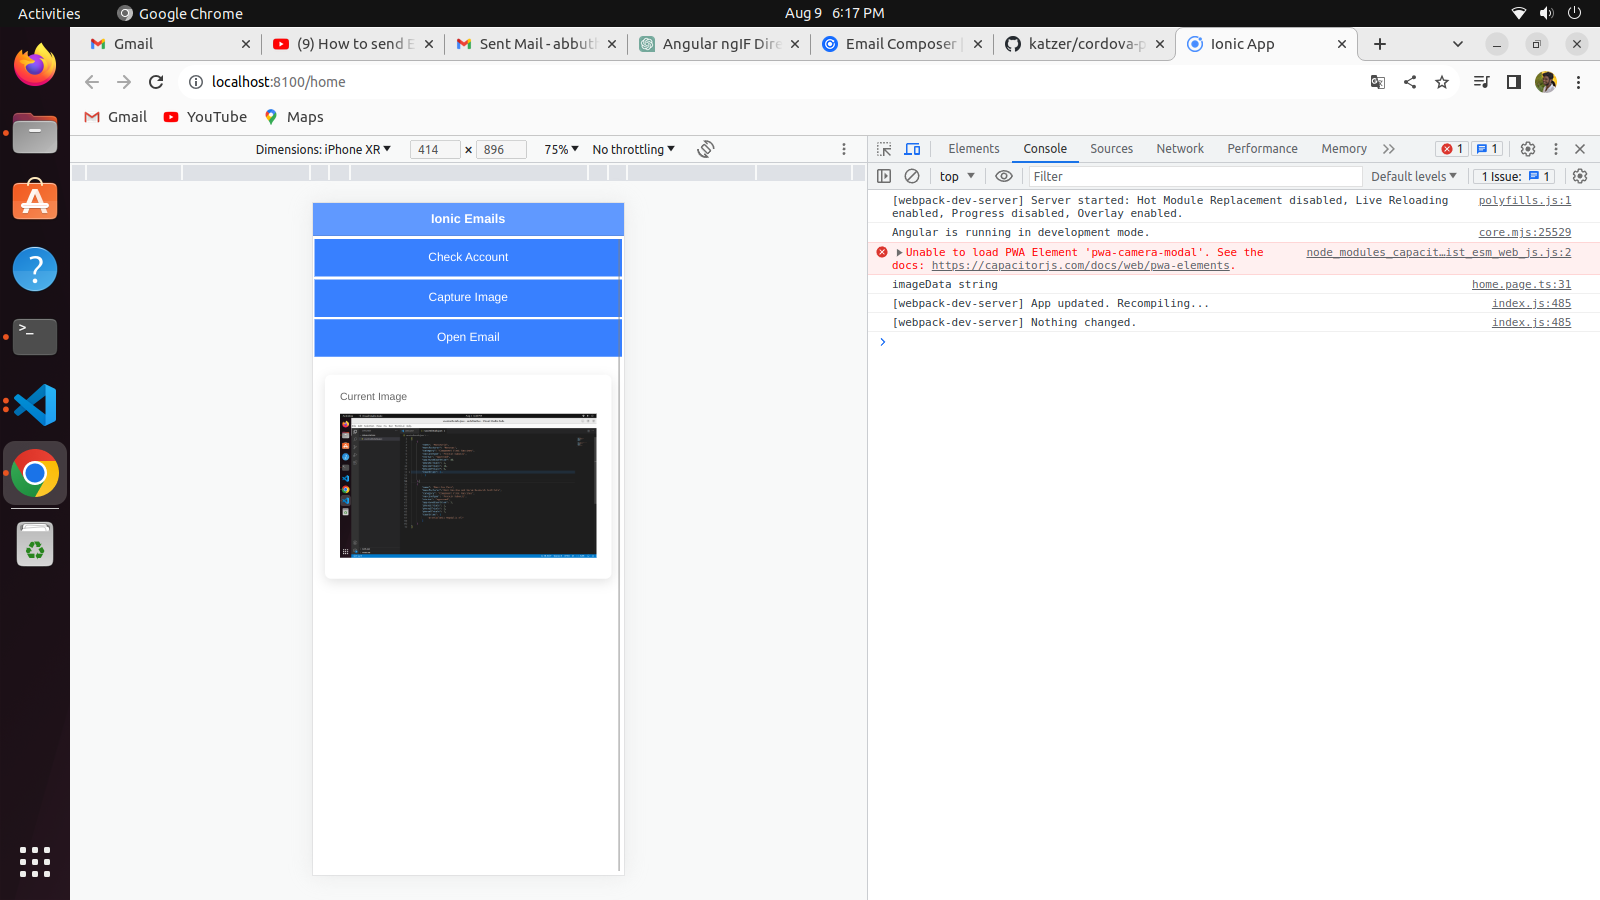 Activities
Google Chrome
Aug 9 6:17 PM
Gmail
(9) How to send E
Sent Mail - abbuth
Angular ngIF Dire
Email Composer |
katzer/cordova-p
Ionic App
localhost:8100/home
Gmail
YouTube
Maps
Dimensions: iPhone XR
414 × 896
75%
No throttling
Elements
Console
Sources
Network
Performance
Memory
1
1
top
Filter
Default levels
1 Issue:
1
Ionic Emails
Check Account
Capture Image
Open Email
Current Image
[webpack-dev-server] Server started: Hot Module Replacement disabled, Live Reloading
polyfills.js:1
enabled, Progress disabled, Overlay enabled.
Angular is running in development mode.
core.mjs:25529
Unable to load PWA Element 'pwa-camera-modal'. See the
node_modules_capacit…ist_esm_web_js.js:2
docs: https://capacitorjs.com/docs/web/pwa-elements.
imageData string
home.page.ts:31
[webpack-dev-server] App updated. Recompiling...
index.js:485
[webpack-dev-server] Nothing changed.
index.js:485